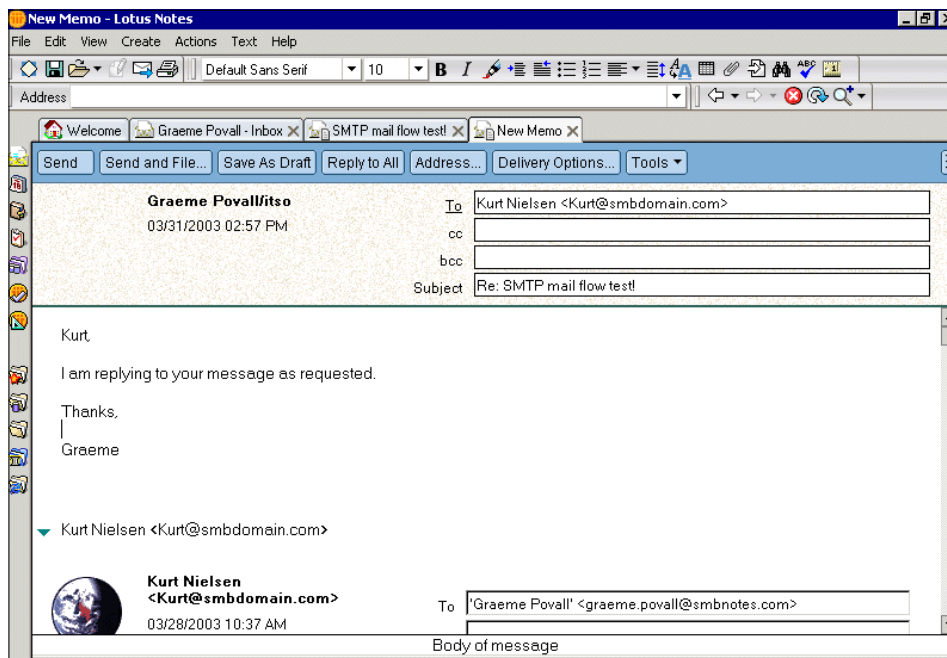 New Memo - Lotus Notes
File Edit View Create Actions Text Help
Default Sans Serif 10 B I ABC
Address
Welcome Graeme Povall - Inbox SMTP mail flow test! New Memo
Send Send and File... Save As Draft Reply to All Address... Delivery Options... Tools
Graeme Povall/itso
03/31/2003 02:57 PM
To Kurt Nielsen <Kurt@smbdomain.com>
cc
bcc
Subject Re: SMTP mail flow test!
Kurt,
I am replying to your message as requested.
Thanks,
Graeme
Kurt Nielsen <Kurt@smbdomain.com>
Kurt Nielsen
<Kurt@smbdomain.com>
03/28/2003 10:37 AM
To 'Graeme Povall' <graeme.povall@smbnotes.com>
Body of message